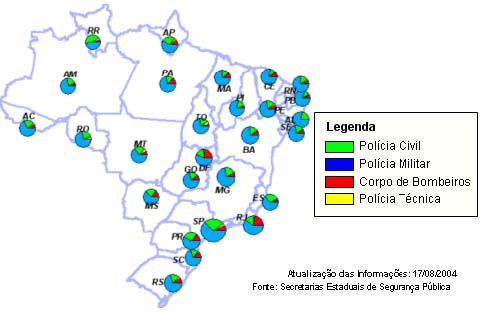 RR
AP
AM
PA
MA
CE
RN
PB
PI
PE
AL
SE
AC
RO
TO
MT
BA
DF
GO
MG
MS
ES
SP
RJ
PR
SC
RS
Legenda
Polícia Civil
Polícia Militar
Corpo de Bombeiros
Polícia Técnica
Atualização das Informações: 17/08/2004
Fonte: Secretarias Estaduais de Segurança Pública